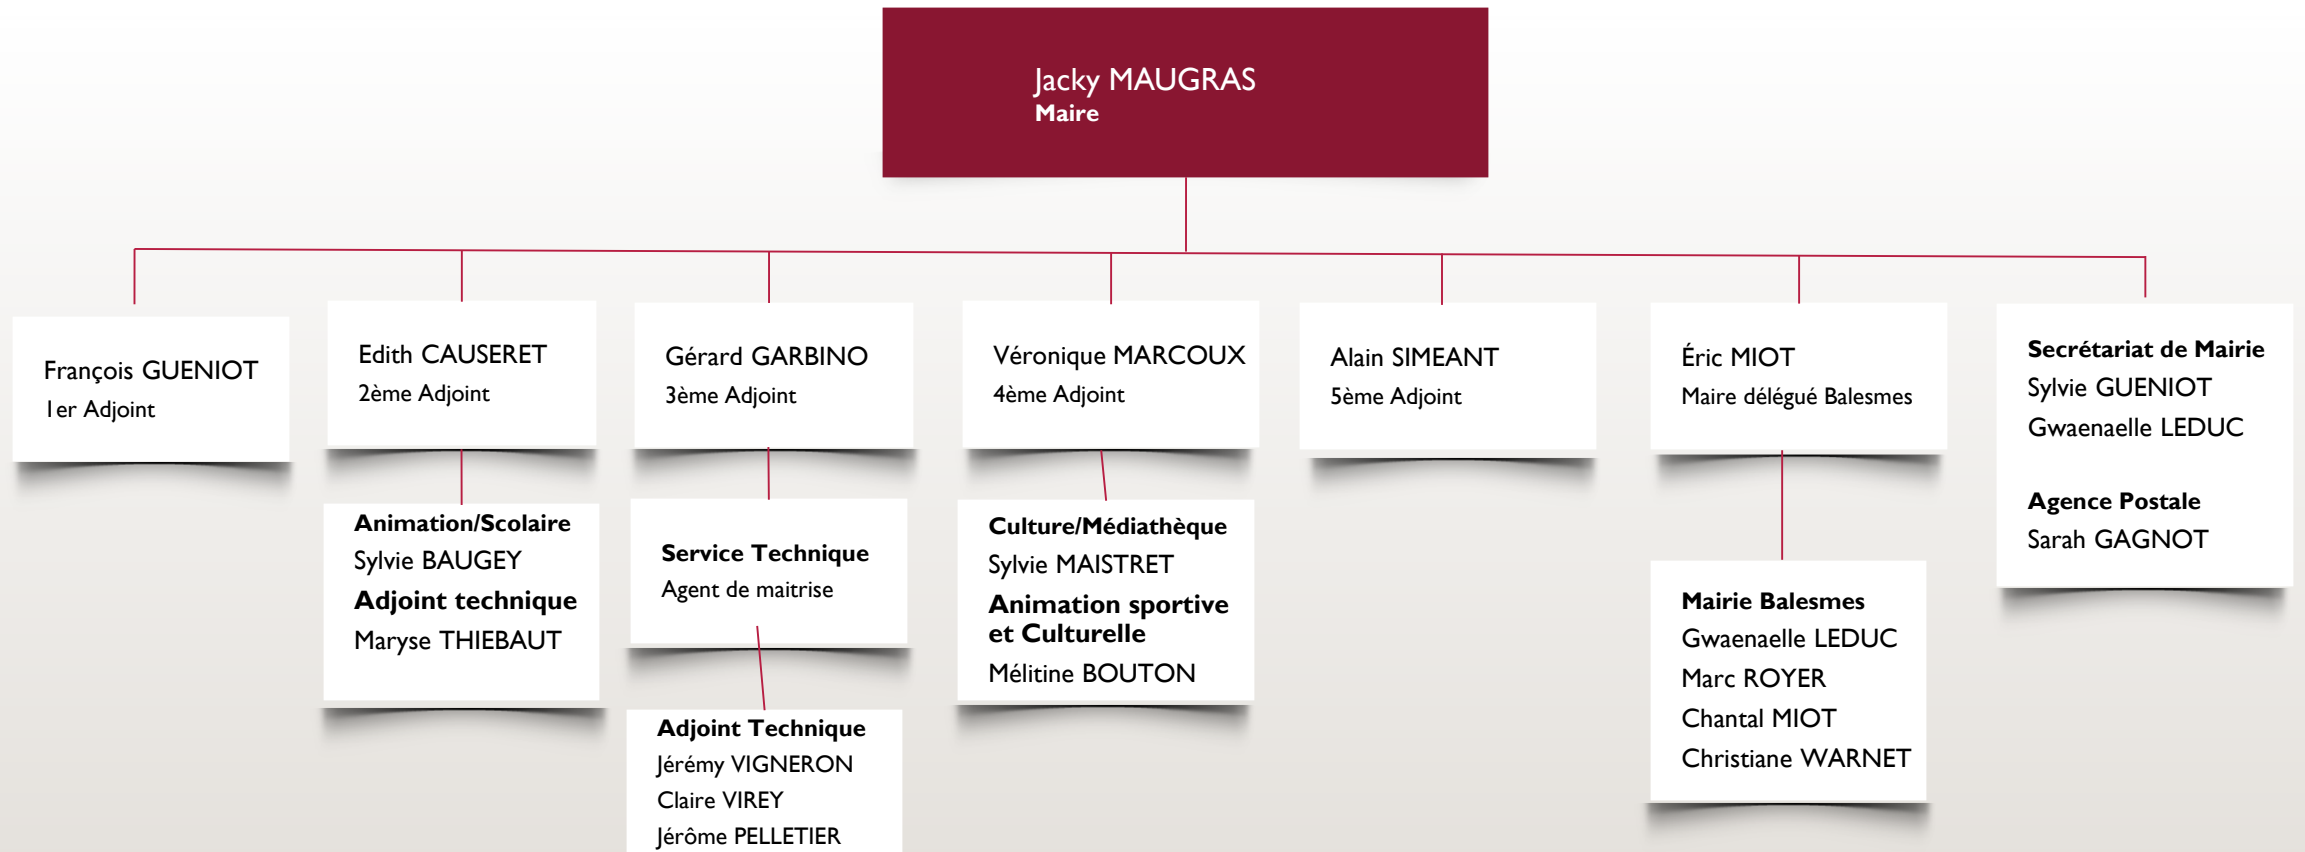 Jacky MAUGRAS
Maire
François GUENIOT
1er Adjoint
Edith CAUSERET
2ème Adjoint
Gérard GARBINO
3ème Adjoint
Véronique MARCOUX
4ème Adjoint
Alain SIMEANT
5ème Adjoint
Éric MIOT
Maire délégué Balesmes
Secrétariat de Mairie
Sylvie GUENIOT
Gwaenaelle LEDUC
Agence Postale
Sarah GAGNOT
Animation/Scolaire
Sylvie BAUGEY
Adjoint technique
Maryse THIEBAUT
Service Technique
Agent de maitrise
Adjoint Technique
Jérémy VIGNERON
Claire VIREY
Jérôme PELLETIER
Culture/Médiathèque
Sylvie MAISTRET
Animation sportive
et Culturelle
Mélitine BOUTON
Mairie Balesmes
Gwaenaelle LEDUC
Marc ROYER
Chantal MIOT
Christiane WARNET